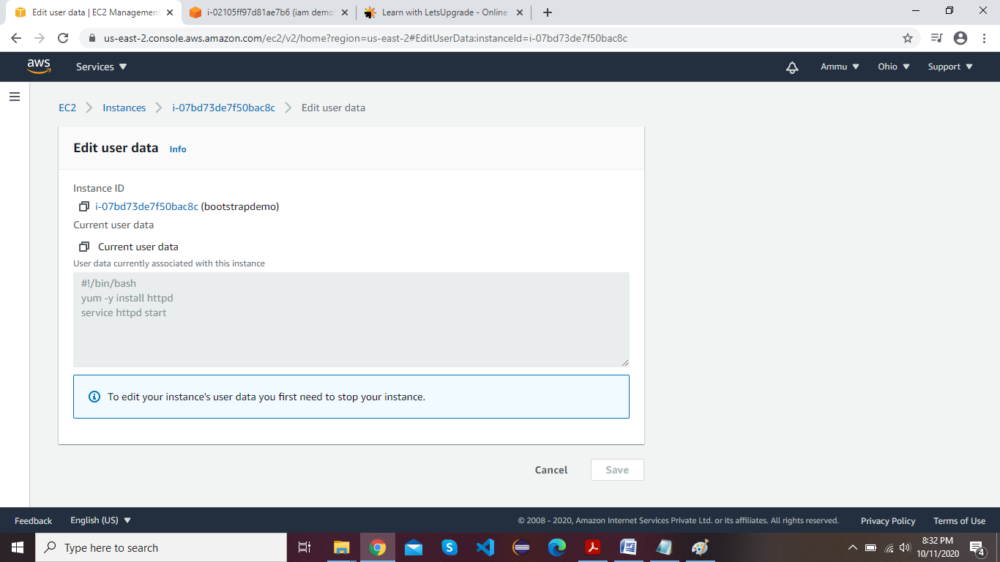 Edit user data | EC2 Management
i-02105ff97d81ae7b6 (iam demo
Learn with LetsUpgrade - Online
us-east-2.console.aws.amazon.com/ec2/v2/home?region=us-east-2#EditUserData:instanceId=i-07bd73de7f50bac8c
aws
Services
Ammu
Ohio
Support
EC2
Instances
i-07bd73de7f50bac8c
Edit user data
Edit user data
Info
Instance ID
i-07bd73de7f50bac8c (bootstrapdemo)
Current user data
Current user data
User data currently associated with this instance
#!/bin/bash
yum -y install httpd
service httpd start
To edit your instance's user data you first need to stop your instance.
Cancel
Save
Feedback
English (US)
© 2008 - 2020, Amazon Internet Services Private Ltd. or its affiliates. All rights reserved.
Privacy Policy
Terms of Use
Type here to search
8:32 PM
10/11/2020
4